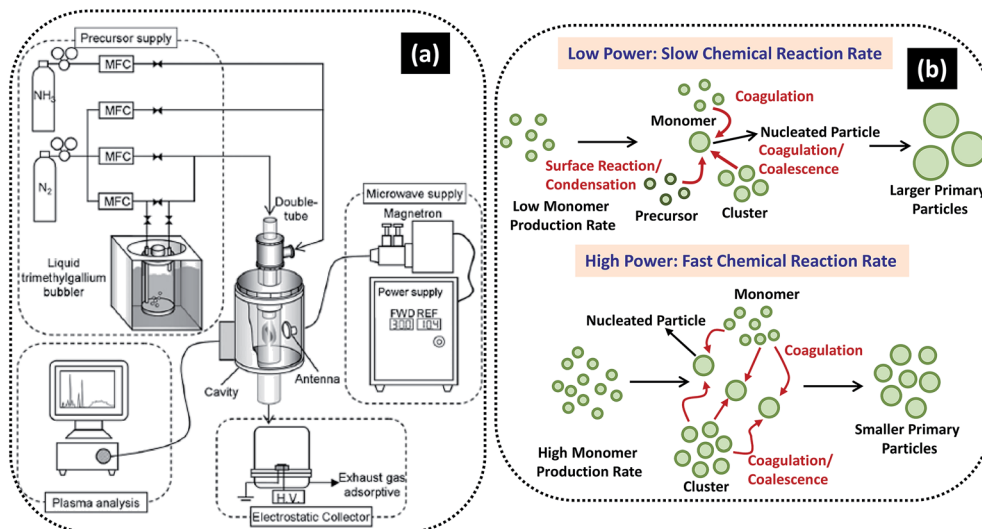 (a)
Precursor supply
NH3
MFC
MFC
N2
MFC
MFC
Liquid
trimethylgallium
bubbler
Double-
tube
Microwave supply
Magnetron
Power supply
FWD REF
300 104
Antenna
Cavity
Plasma analysis
H.V.
Exhaust gas
adsorptive
Electrostatic Collector
(b)
Low Power: Slow Chemical Reaction Rate
Coagulation
Monomer
Nucleated Particle
Coagulation/
Coalescence
Surface Reaction/
Condensation
Low Monomer
Production Rate
Precursor
Cluster
Larger Primary
Particles
High Power: Fast Chemical Reaction Rate
Monomer
Nucleated Particle
Coagulation
High Monomer
Production Rate
Cluster
Coagulation/
Coalescence
Smaller Primary
Particles